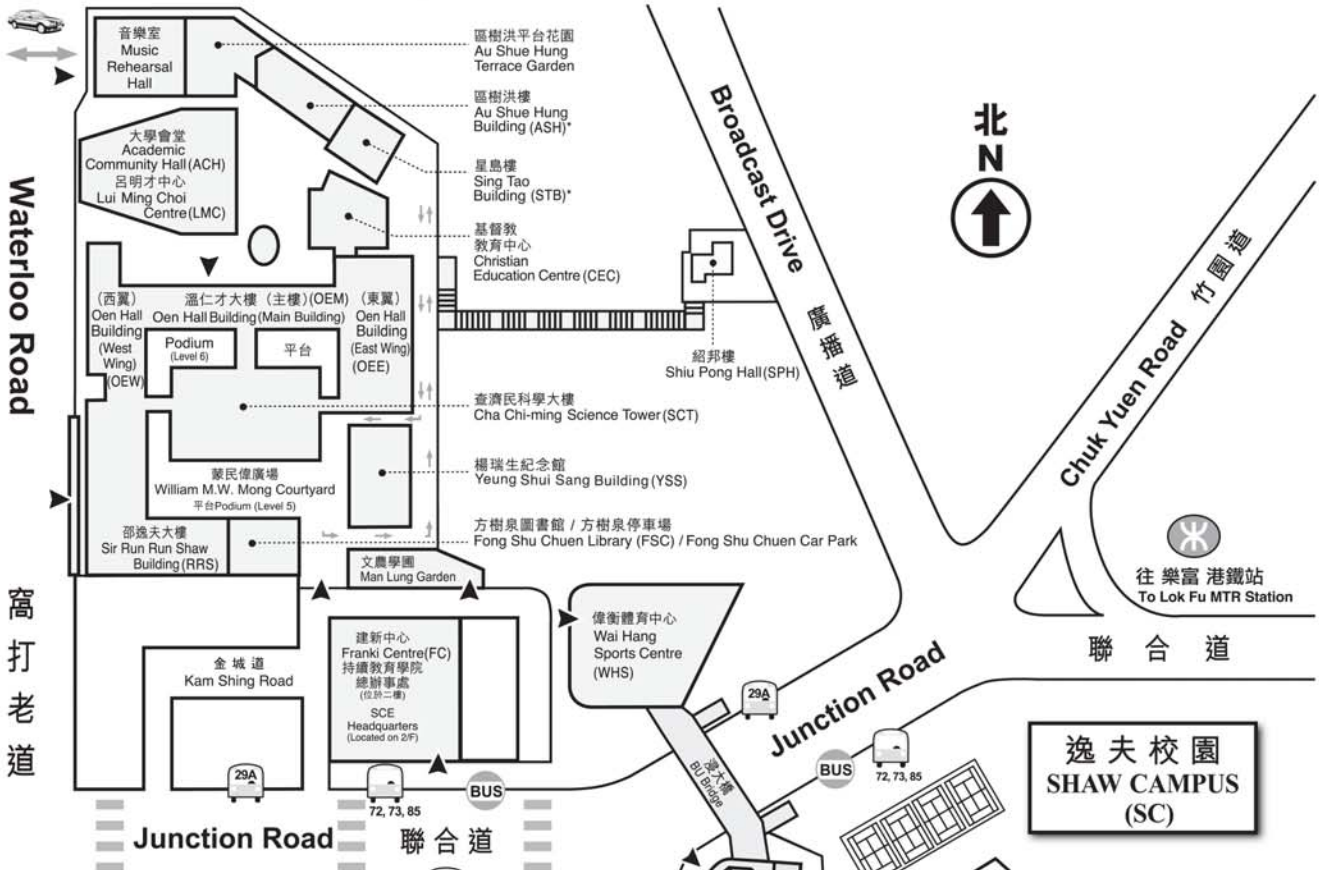 音樂室
Music
Rehearsal
Hall
區樹洪平台花園
Au Shue Hung
Terrace Garden
區樹洪樓
Au Shue Hung
Building (ASH)*
大學會堂
Academic
Community Hall (ACH)
呂明才中心
Lui Ming Choi
Centre (LMC)
星島樓
Sing Tao
Building (STB)*
基督教
教育中心
Christian
Education Centre (CEC)
Waterloo Road
窩打老道
Broadcast Drive
廣播道
北
N
竹園道
Chuk Yuen Road
(西翼)
Oen Hall
Building
(West
Wing)
(OEW)
溫仁才大樓 (主樓) (OEM)
Oen Hall Building (Main Building)
(東翼)
Oen Hall
Building
(East Wing)
(OEE)
Podium
(Level 6)
平台
紹邦樓
Shiu Pong Hall (SPH)
查濟民科學大樓
Cha Chi-ming Science Tower (SCT)
蒙民偉廣場
William M.W. Mong Courtyard
平台Podium (Level 5)
楊瑞生紀念館
Yeung Shui Sang Building (YSS)
邵逸夫大樓
Sir Run Run Shaw
Building (RRS)
方樹泉圖書館 / 方樹泉停車場
Fong Shu Chuen Library (FSC) / Fong Shu Chuen Car Park
文農學圃
Man Lung Garden
往 樂富 港鐵站
To Lok Fu MTR Station
聯合道
偉衡體育中心
Wai Hang
Sports Centre
(WHS)
建新中心
Franki Centre (FC)
持續教育學院
總辦事處
(位於二樓)
SCE
Headquarters
(Located on 2/F)
金城道
Kam Shing Road
Junction Road
29A
浸大橋
BU Bridge
BUS
72, 73, 85
逸夫校園
SHAW CAMPUS
(SC)
29A
72, 73, 85
BUS
Junction Road
聯合道